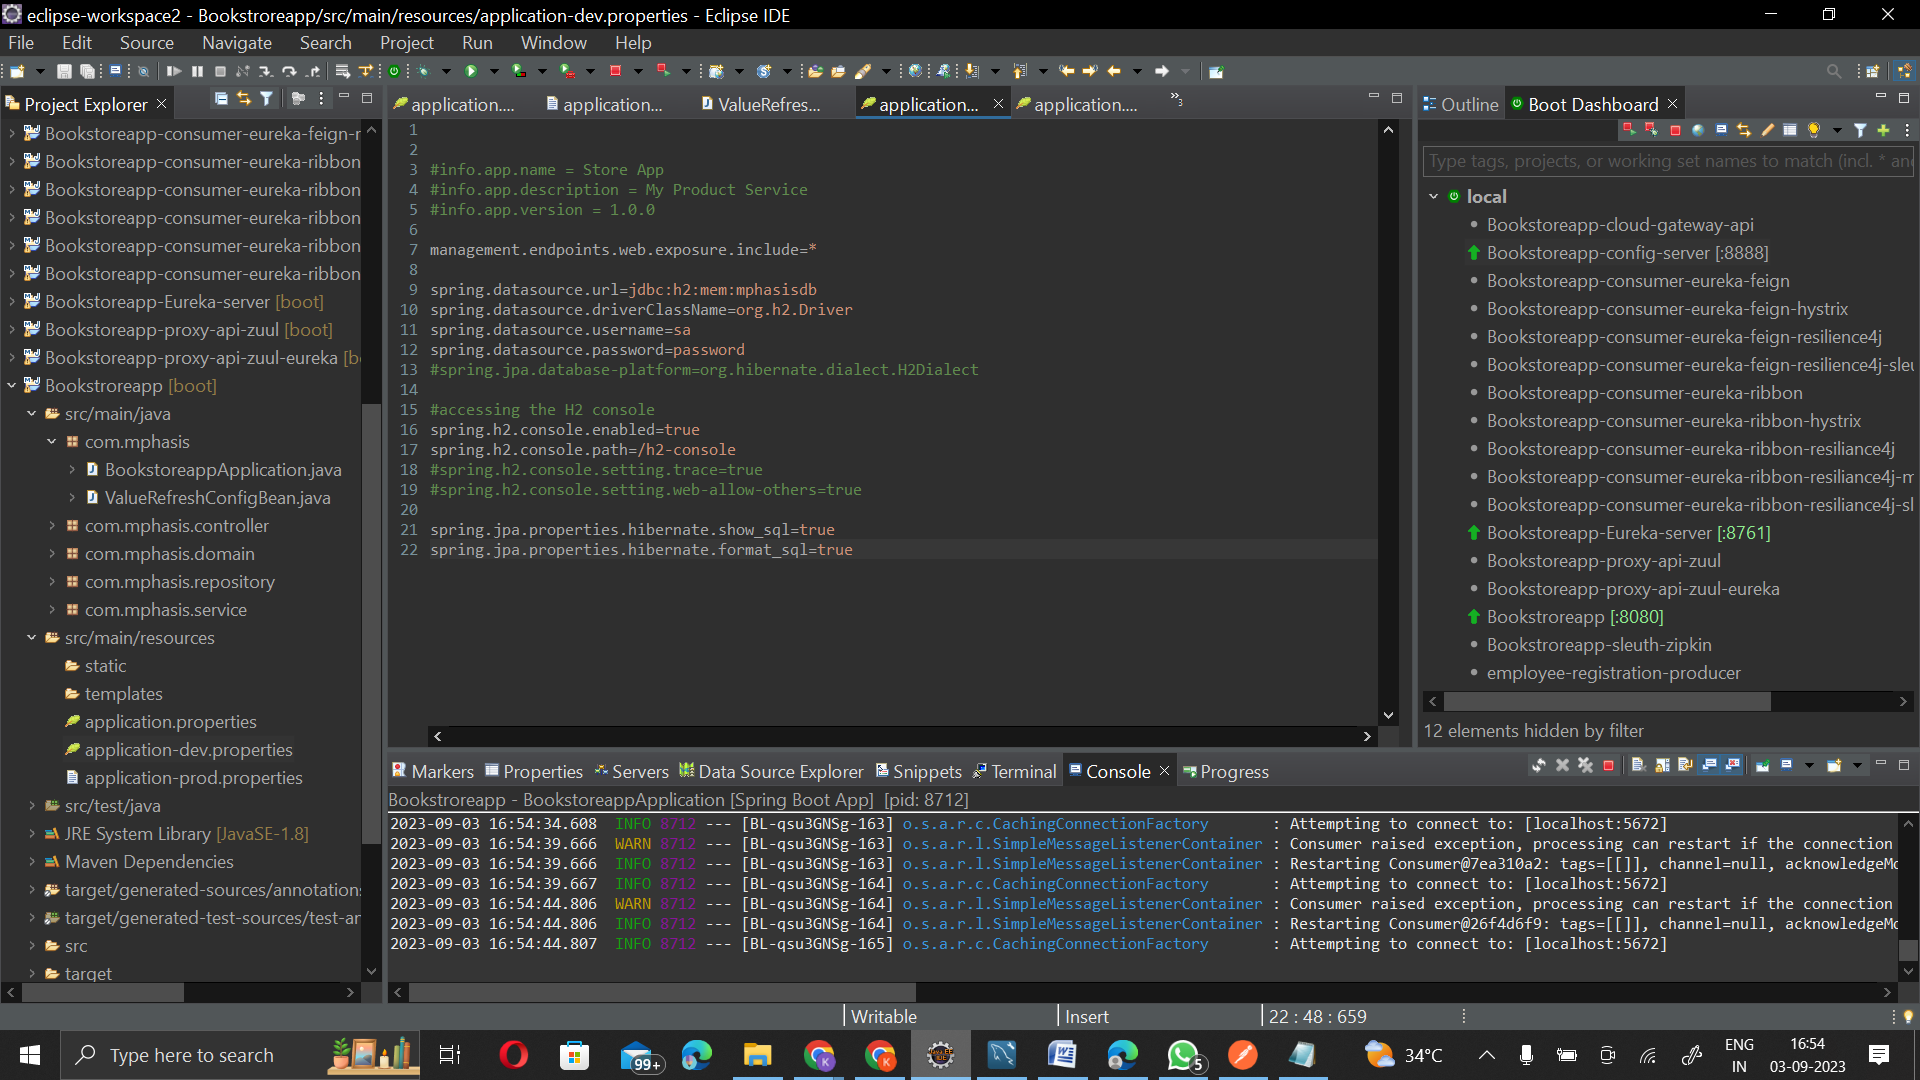 eclipse-workspace2 - Bookstroreapp/src/main/resources/application-dev.properties - Eclipse IDE
File Edit Source Navigate Search Project Run Window Help
Project Explorer
Bookstoreapp-consumer-eureka-feign-r
Bookstoreapp-consumer-eureka-ribbon
Bookstoreapp-consumer-eureka-ribbon
Bookstoreapp-consumer-eureka-ribbon
Bookstoreapp-consumer-eureka-ribbon
Bookstoreapp-consumer-eureka-ribbon
Bookstoreapp-Eureka-server [boot]
Bookstoreapp-proxy-api-zuul [boot]
Bookstoreapp-proxy-api-zuul-eureka [b
Bookstroreapp [boot]
src/main/java
com.mphasis
BookstoreappApplication.java
ValueRefreshConfigBean.java
com.mphasis.controller
com.mphasis.domain
com.mphasis.repository
com.mphasis.service
src/main/resources
static
templates
application.properties
application-dev.properties
application-prod.properties
src/test/java
JRE System Library [JavaSE-1.8]
Maven Dependencies
target/generated-sources/annotation
target/generated-test-sources/test-ar
src
target
application.... application... ValueRefres... application... application.... »3
1
2
3 #info.app.name = Store App
4 #info.app.description = My Product Service
5 #info.app.version = 1.0.0
6
7 management.endpoints.web.exposure.include=*
8
9 spring.datasource.url=jdbc:h2:mem:mphasisdb
10 spring.datasource.driverClassName=org.h2.Driver
11 spring.datasource.username=sa
12 spring.datasource.password=password
13 #spring.jpa.database-platform=org.hibernate.dialect.H2Dialect
14
15 #accessing the H2 console
16 spring.h2.console.enabled=true
17 spring.h2.console.path=/h2-console
18 #spring.h2.console.setting.trace=true
19 #spring.h2.console.setting.web-allow-others=true
20
21 spring.jpa.properties.hibernate.show_sql=true
22 spring.jpa.properties.hibernate.format_sql=true
Outline Boot Dashboard
Type tags, projects, or working set names to match (incl. * and
local
Bookstoreapp-cloud-gateway-api
Bookstoreapp-config-server [:8888]
Bookstoreapp-consumer-eureka-feign
Bookstoreapp-consumer-eureka-feign-hystrix
Bookstoreapp-consumer-eureka-feign-resilience4j
Bookstoreapp-consumer-eureka-feign-resilience4j-sleu
Bookstoreapp-consumer-eureka-ribbon
Bookstoreapp-consumer-eureka-ribbon-hystrix
Bookstoreapp-consumer-eureka-ribbon-resiliance4j
Bookstoreapp-consumer-eureka-ribbon-resiliance4j-m
Bookstoreapp-consumer-eureka-ribbon-resiliance4j-sl
Bookstoreapp-Eureka-server [:8761]
Bookstoreapp-proxy-api-zuul
Bookstoreapp-proxy-api-zuul-eureka
Bookstroreapp [:8080]
Bookstroreapp-sleuth-zipkin
employee-registration-producer
12 elements hidden by filter
Markers Properties Servers Data Source Explorer Snippets Terminal Console Progress
Bookstroreapp - BookstoreappApplication [Spring Boot App] [pid: 8712]
2023-09-03 16:54:34.608 INFO 8712 --- [BL-qsu3GNSg-163] o.s.a.r.c.CachingConnectionFactory : Attempting to connect to: [localhost:5672]
2023-09-03 16:54:39.666 WARN 8712 --- [BL-qsu3GNSg-163] o.s.a.r.l.SimpleMessageListenerContainer : Consumer raised exception, processing can restart if the connection
2023-09-03 16:54:39.666 INFO 8712 --- [BL-qsu3GNSg-163] o.s.a.r.l.SimpleMessageListenerContainer : Restarting Consumer@7ea310a2: tags=[[]], channel=null, acknowledgeMo
2023-09-03 16:54:39.667 INFO 8712 --- [BL-qsu3GNSg-164] o.s.a.r.c.CachingConnectionFactory : Attempting to connect to: [localhost:5672]
2023-09-03 16:54:44.806 WARN 8712 --- [BL-qsu3GNSg-164] o.s.a.r.l.SimpleMessageListenerContainer : Consumer raised exception, processing can restart if the connection
2023-09-03 16:54:44.806 INFO 8712 --- [BL-qsu3GNSg-164] o.s.a.r.l.SimpleMessageListenerContainer : Restarting Consumer@26f4d6f9: tags=[[]], channel=null, acknowledgeMo
2023-09-03 16:54:44.807 INFO 8712 --- [BL-qsu3GNSg-165] o.s.a.r.c.CachingConnectionFactory : Attempting to connect to: [localhost:5672]
Writable Insert 22 : 48 : 659
Type here to search
99+
5
34°C
ENG
IN
16:54
03-09-2023